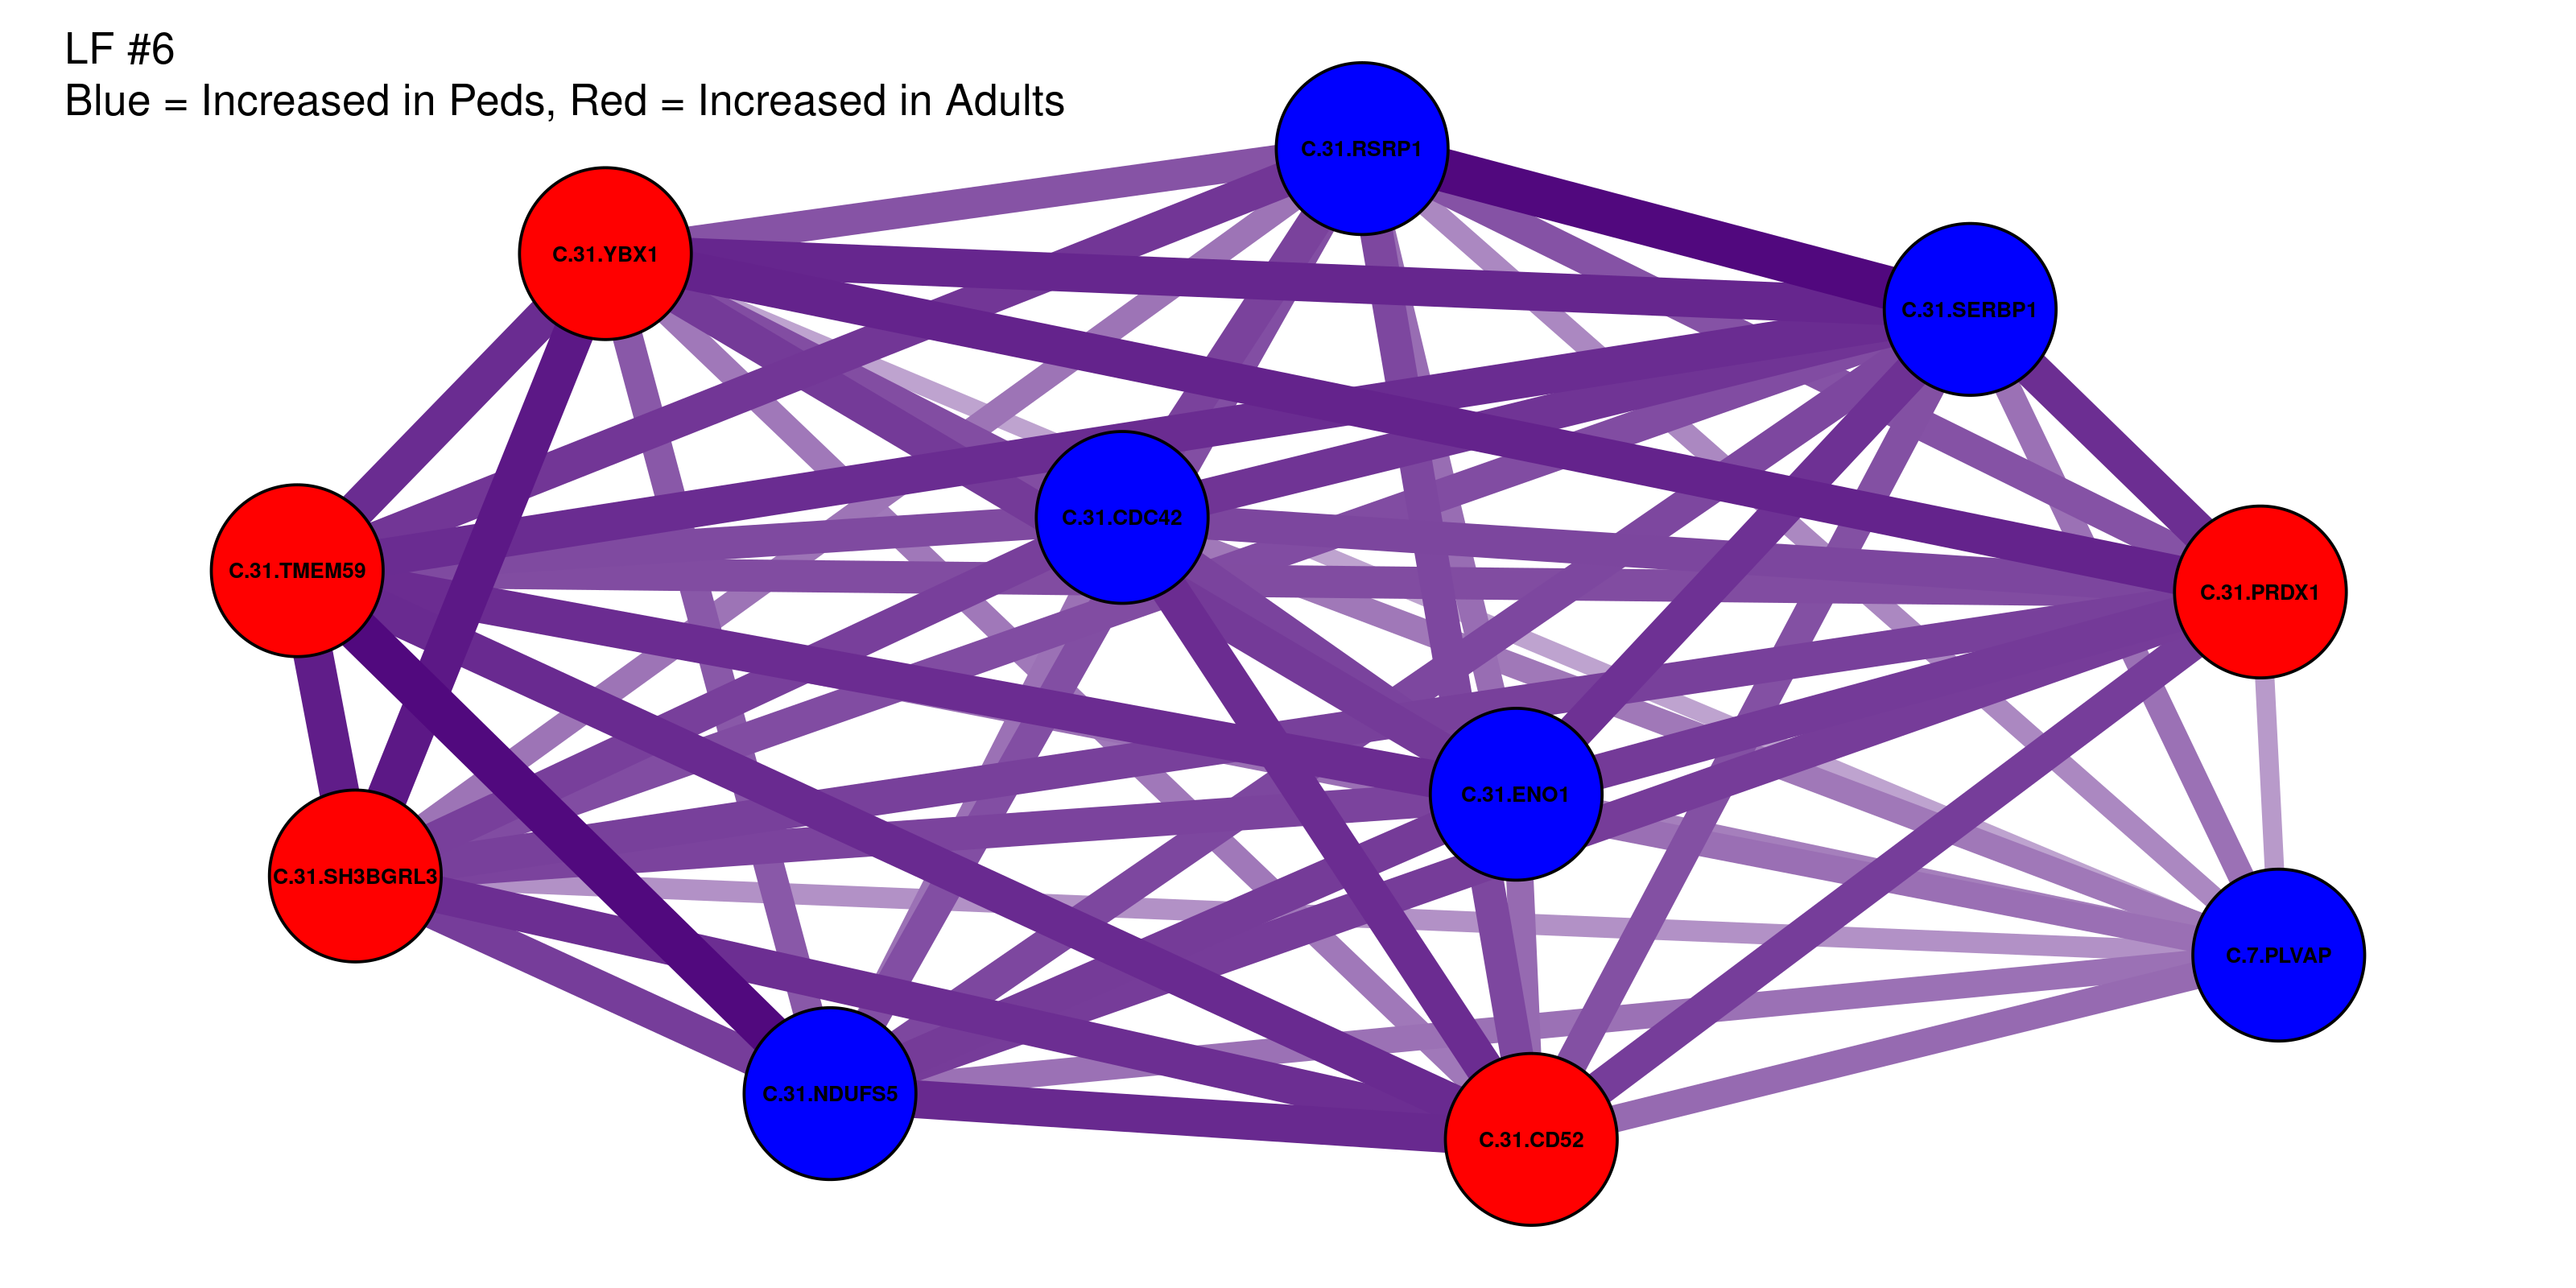 LF #6
Blue = Increased in Peds, Red = Increased in Adults
C.31.RSRP1
C.31.YBX1
C.31.SERBP1
C.31.CDC42
C.31.TMEM59
C.31.PRDX1
C.31.ENO1
C.31.SH3BGRL3
C.7.PLVAP
C.31.NDUFS5
C.31.CD52